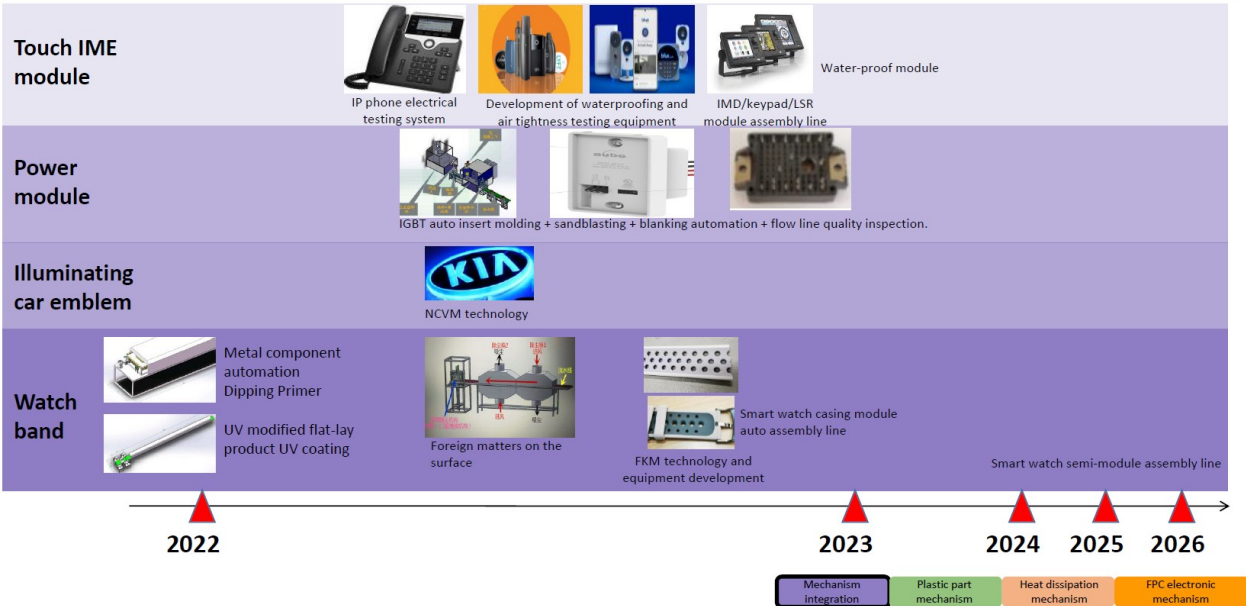 Touch IME
module
IP phone electrical
testing system
Development of waterproofing and
air tightness testing equipment
IMD/keypad/LSR
module assembly line
Water-proof module
Power
module
IGBT auto insert molding + sandblasting + blanking automation + flow line quality inspection.
Illuminating
car emblem
KIA
NCVM technology
Watch
band
Metal component
automation
Dipping Primer
UV modified flat-lay
product UV coating
Foreign matters on the
surface
Smart watch casing module
auto assembly line
FKM technology and
equipment development
Smart watch semi-module assembly line
2022
2023
2024
2025
2026
Mechanism
integration
Plastic part
mechanism
Heat dissipation
mechanism
FPC electronic
mechanism